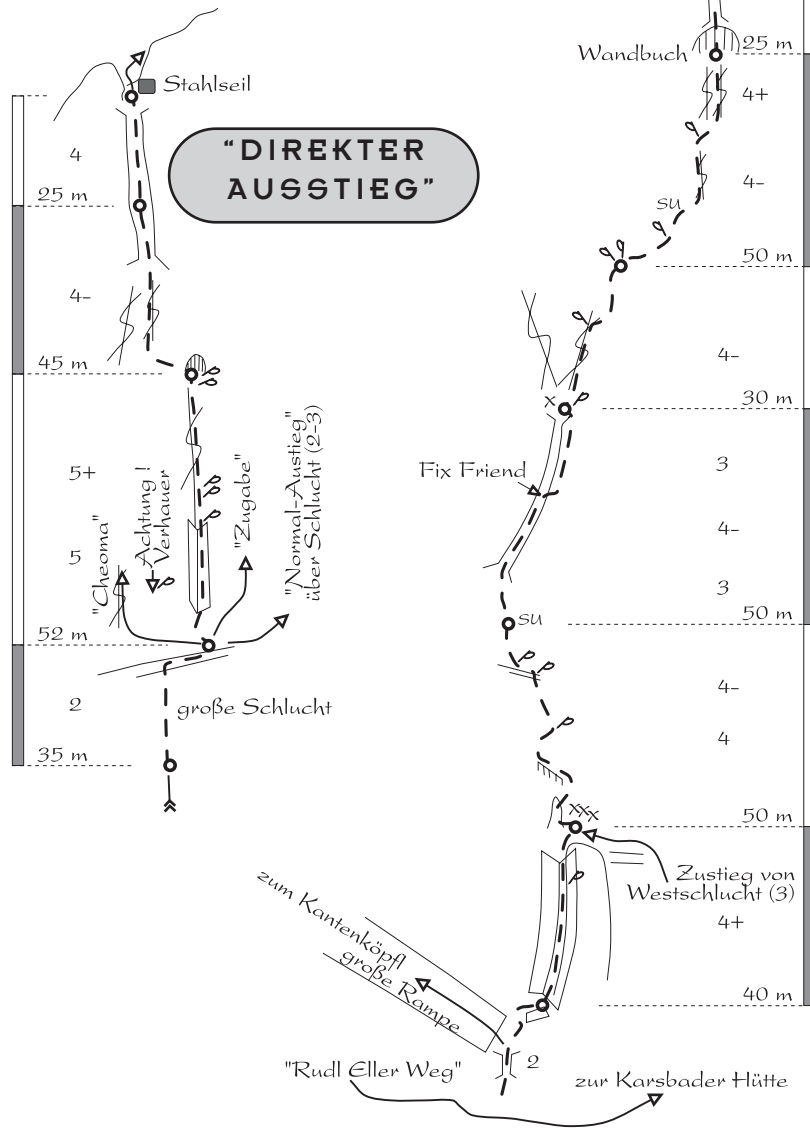 Stahlseil
"DIREKTER
AUSSTIEG"
4
25 m
4-
45 m
5+
5
52 m
2
35 m
"Cheoma"
Achtung !
Verhauer
"Zugabe"
"Normal-Austieg"
über Schlucht (2-3)
große Schlucht
Wandbuch
25 m
4+
4-
SU
50 m
4-
x
30 m
3
Fix Friend
4-
3
50 m
SU
4-
4
xxx
50 m
Zustieg von
Westschlucht (3)
4+
40 m
zum Kantenköpfl
große Rampe
2
"Rudl Eller Weg"
zur Karsbader Hütte